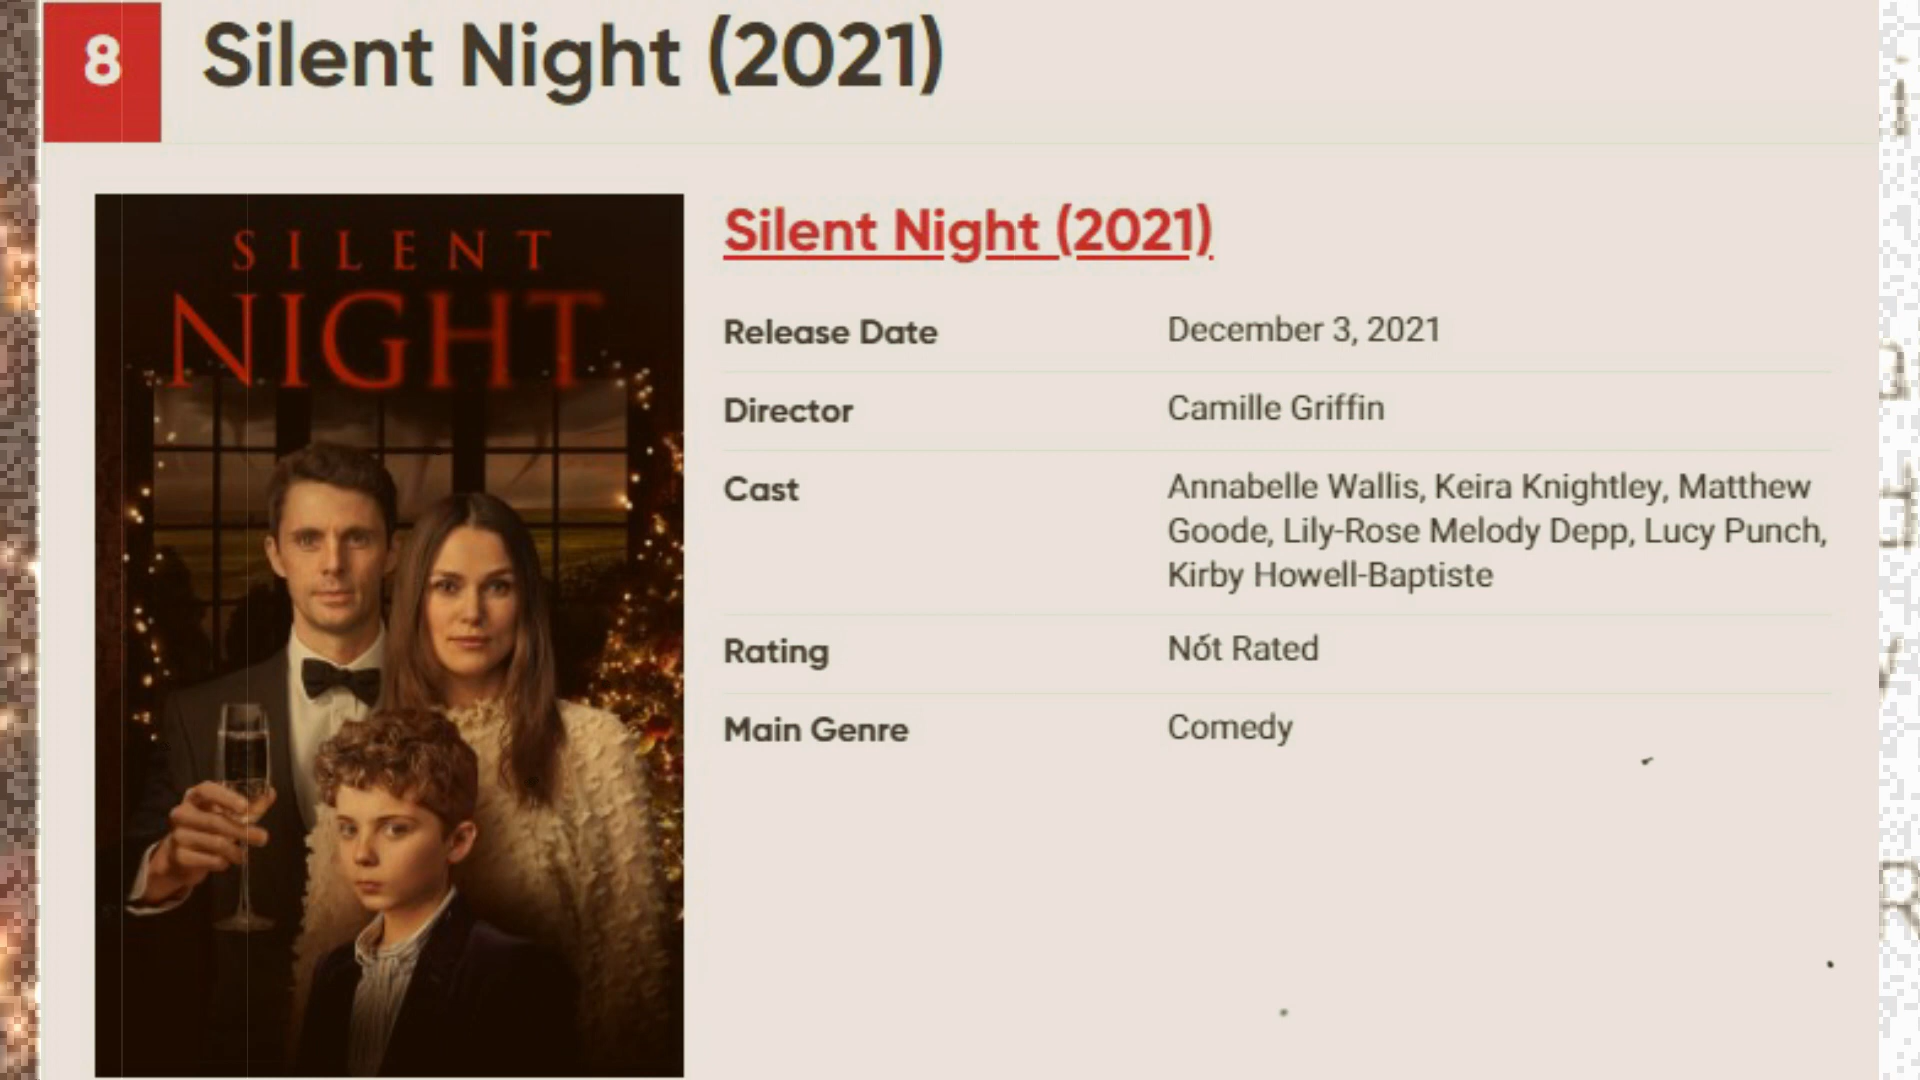 8
Silent Night (2021)
SILENT
NIGHT
Silent Night (2021)
Release Date
December 3, 2021
Director
Camille Griffin
Cast
Annabelle Wallis, Keira Knightley, Matthew
Goode, Lily-Rose Melody Depp, Lucy Punch,
Kirby Howell-Baptiste
Rating
Not Rated
Main Genre
Comedy